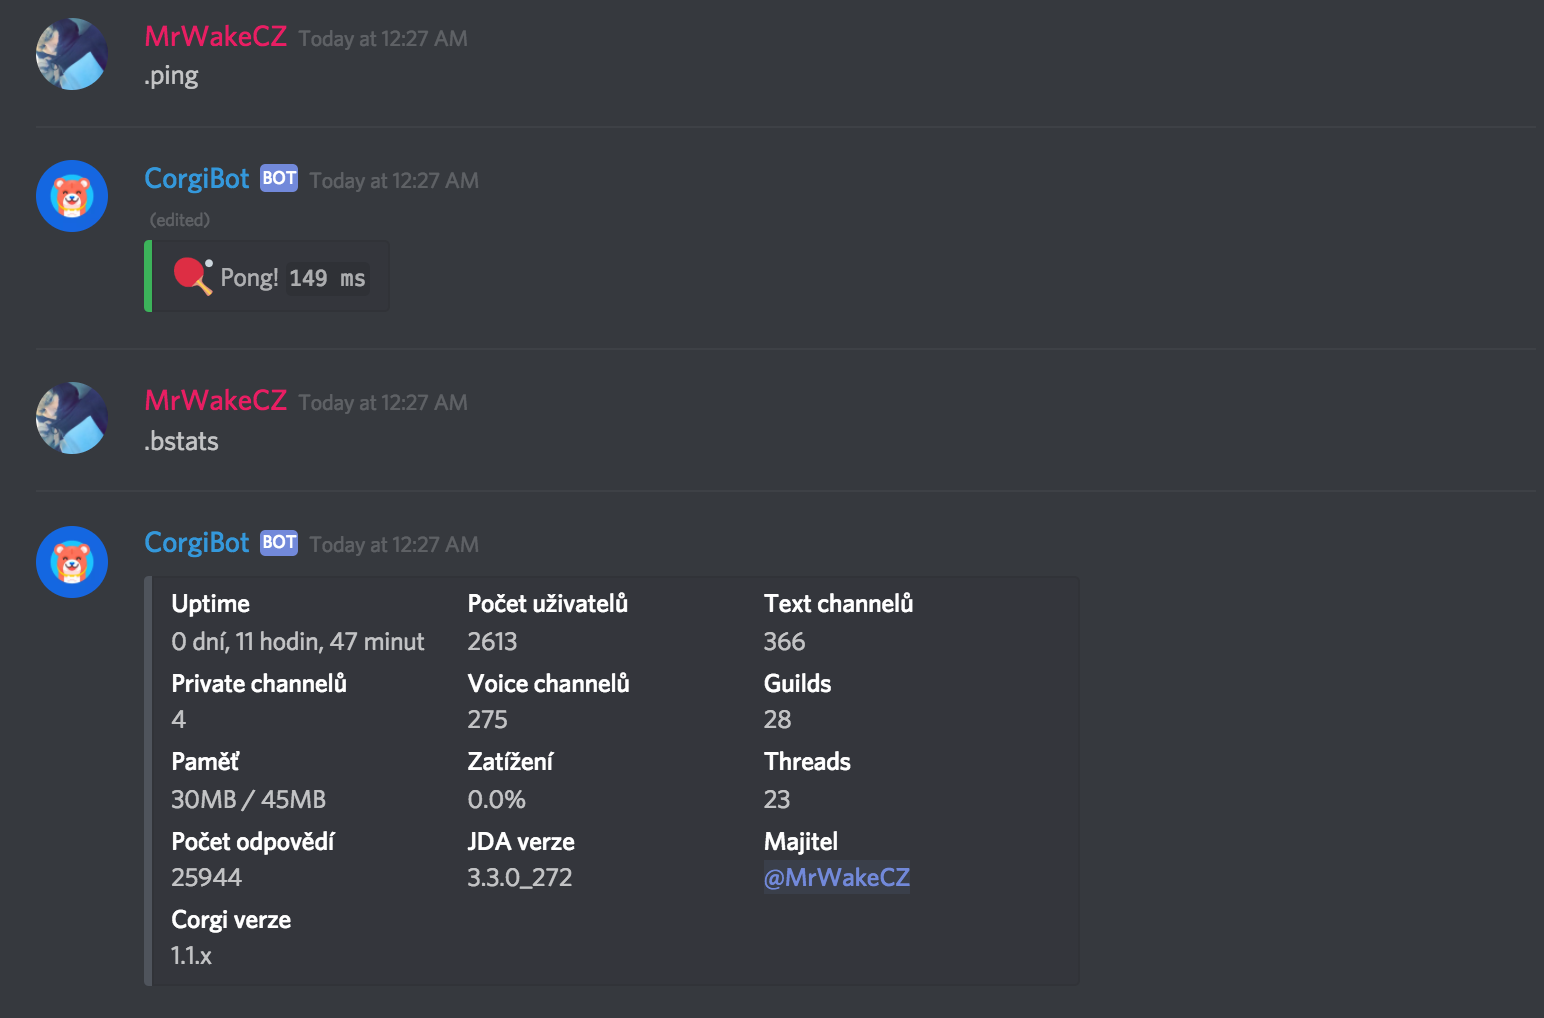 MrWakeCZ Today at 12:27 AM
.ping
CorgiBot BOT Today at 12:27 AM
(edited)
Pong! 149 ms
MrWakeCZ Today at 12:27 AM
.bstats
CorgiBot BOT Today at 12:27 AM
Uptime Počet uživatelů Text channelů
0 dní, 11 hodin, 47 minut 2613 366
Private channelů Voice channelů Guilds
4 275 28
Paměť Zatížení Threads
30MB / 45MB 0.0% 23
Počet odpovědí JDA verze Majitel
25944 3.3.0_272 @MrWakeCZ
Corgi verze
1.1.x